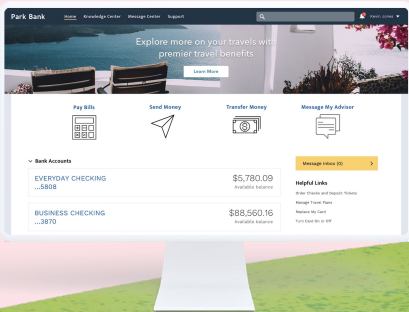 Park Bank
Home Knowledge Center Message Center Support
Kevin Jones
Explore more on your travels with
premier travel benefits
Learn More
Pay Bills
Send Money
Transfer Money
Message My Advisor
Bank Accounts
EVERYDAY CHECKING
...5808
$5,780.09
Available balance
BUSINESS CHECKING
...3870
$88,560.16
Available balance
Message Inbox (0)
Helpful Links
Order Checks and Deposit Tickets
Manage Travel Plans
Replace My Card
Turn Card On or Off